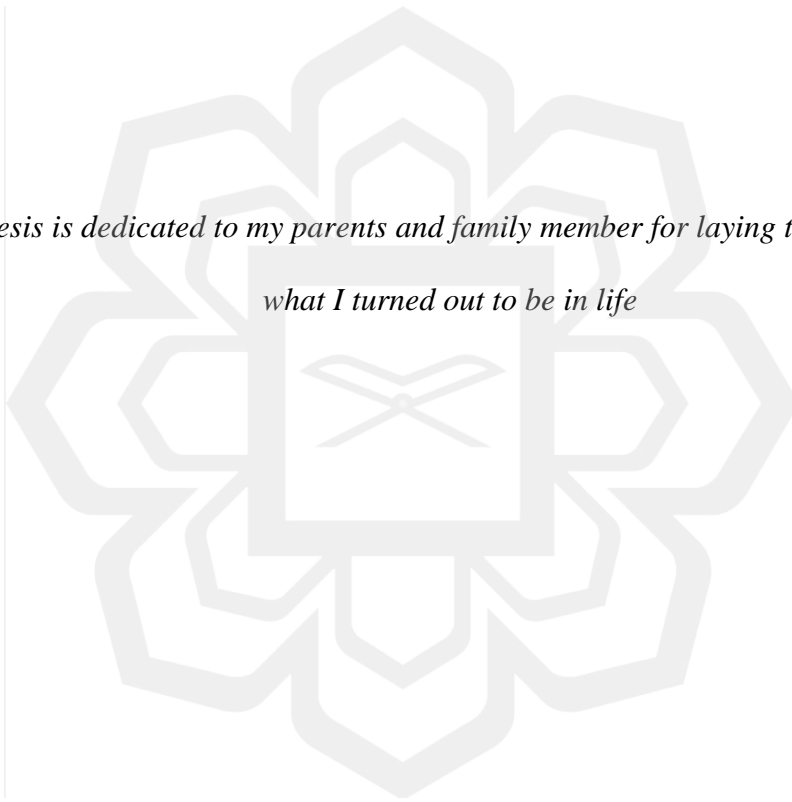 esis is dedicated to my parents and family member for laying t
what I turned out to be in life